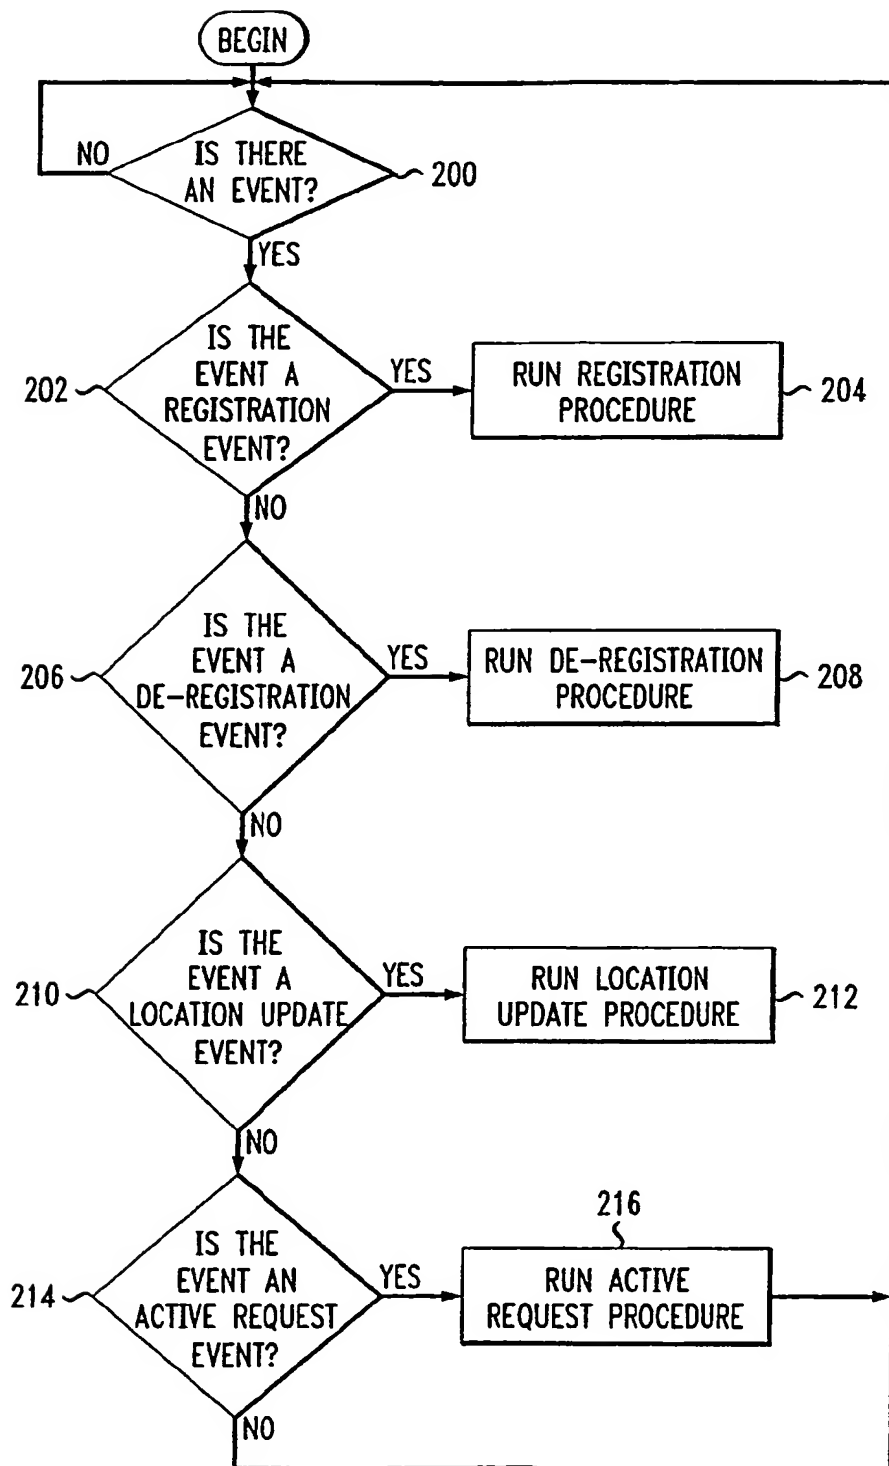 BEGIN
IS THERE
AN EVENT?
NO
200
YES
IS THE
EVENT A
REGISTRATION
EVENT?
202
YES
RUN REGISTRATION
PROCEDURE
204
NO
IS THE
EVENT A
DE-REGISTRATION
EVENT?
206
YES
RUN DE-REGISTRATION
PROCEDURE
208
NO
IS THE
EVENT A
LOCATION UPDATE
EVENT?
210
YES
RUN LOCATION
UPDATE PROCEDURE
212
NO
IS THE
EVENT AN
ACTIVE REQUEST
EVENT?
214
YES
216
RUN ACTIVE
REQUEST PROCEDURE
NO